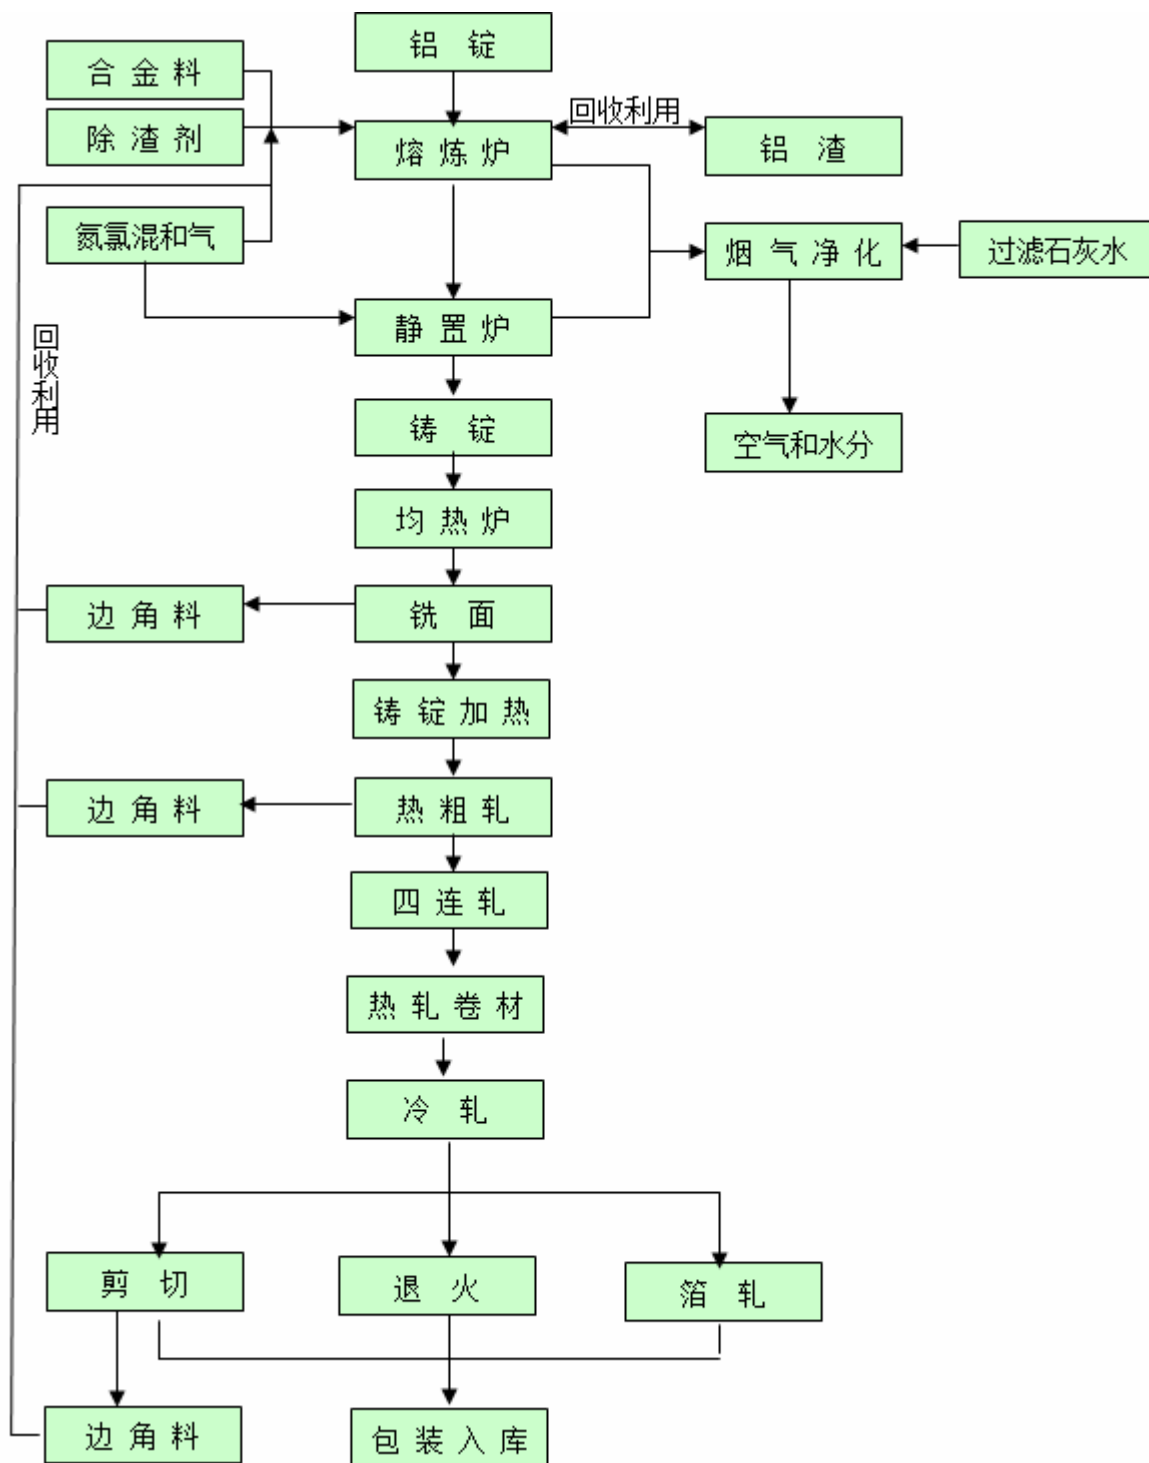 铝 锭
合 金 料
回收利用
除 渣 剂
熔 炼 炉
铝 渣
氮氯混和气
烟 气 净 化
过滤石灰水
静 置 炉
回收利用
铸 锭
空气和水分
均 热 炉
边 角 料
铣 面
铸 锭 加 热
边 角 料
热 粗 轧
四 连 轧
热 轧 卷 材
冷 轧
剪 切
退 火
箔 轧
边 角 料
包 装 入 库